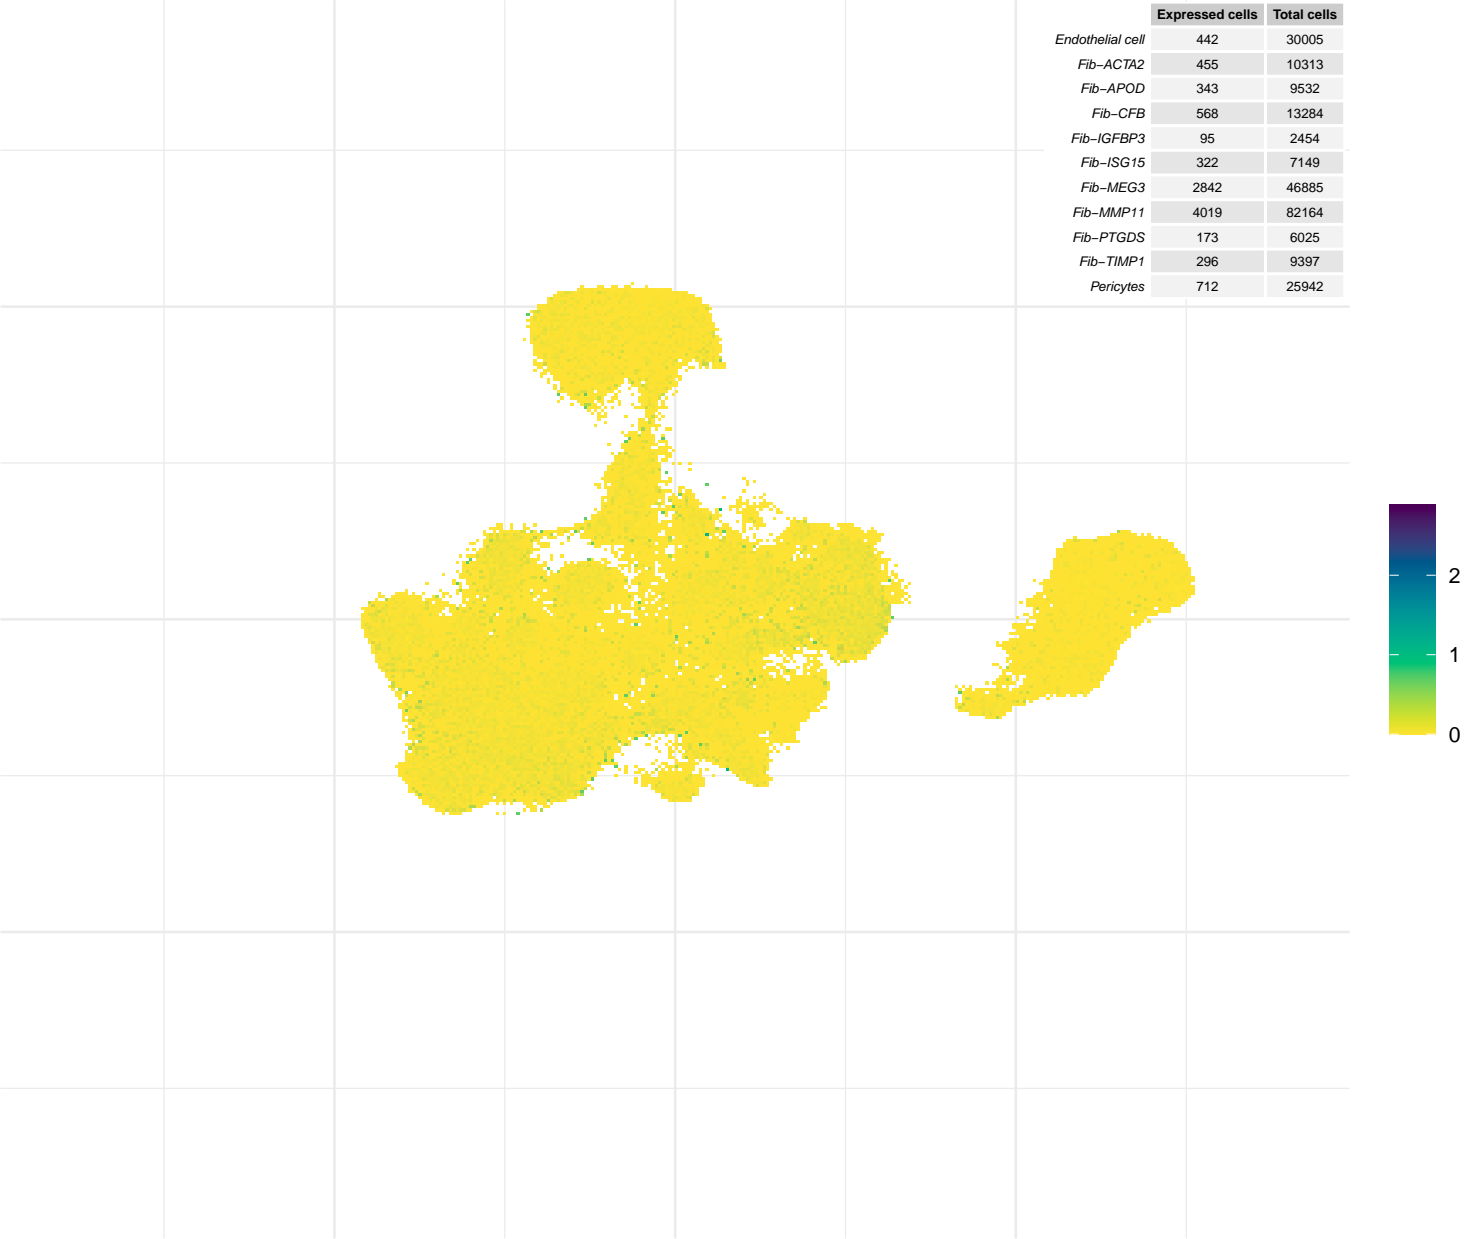 Expressed cells Total cells
Endothelial cell 442 30005
Fib−ACTA2 455 10313
Fib−APOD 343 9532
Fib−CFB 568 13284
Fib−IGFBP3 95 2454
Fib−ISG15 322 7149
Fib−MEG3 2842 46885
Fib−MMP11 4019 82164
Fib−PTGDS 173 6025
Fib−TIMP1 296 9397
Pericytes 712 25942
2
1
0